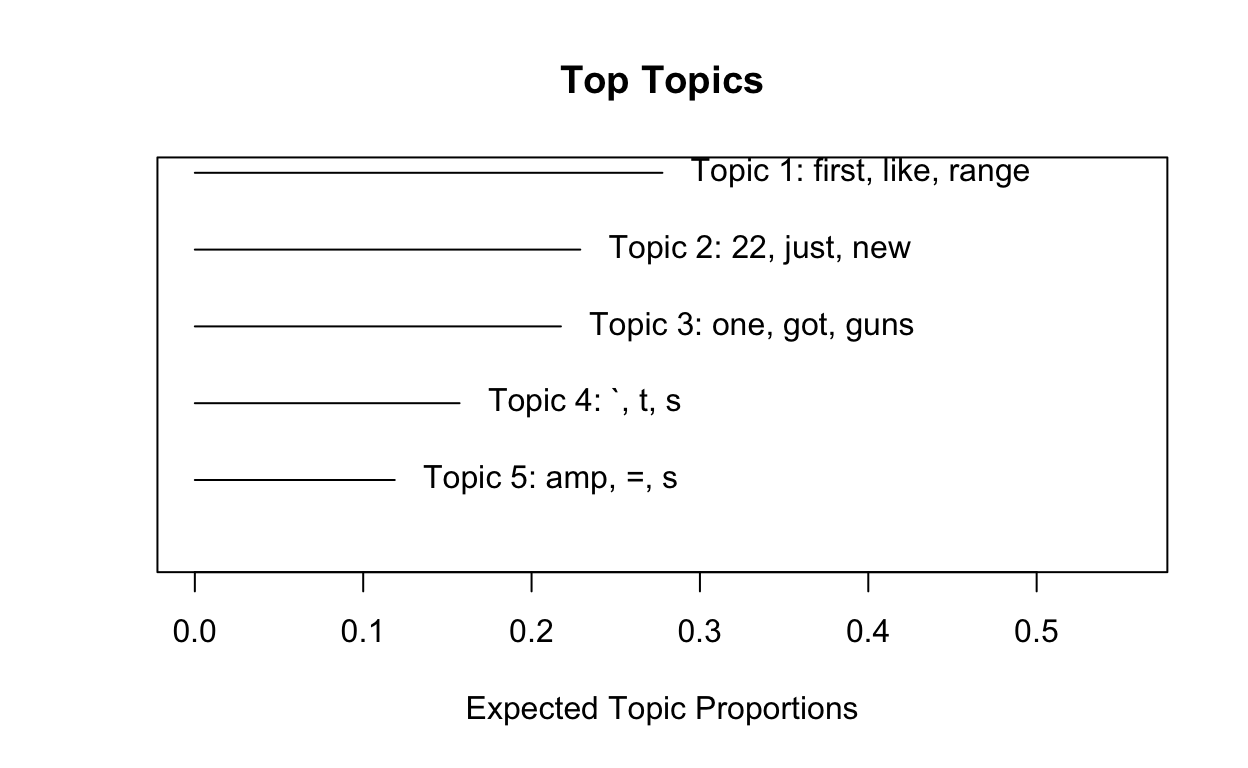 Top Topics
Topic 1: first, like, range
Topic 2: 22, just, new
Topic 3: one, got, guns
Topic 4: `, t, s
Topic 5: amp, =, s
0.0 0.1 0.2 0.3 0.4 0.5
Expected Topic Proportions